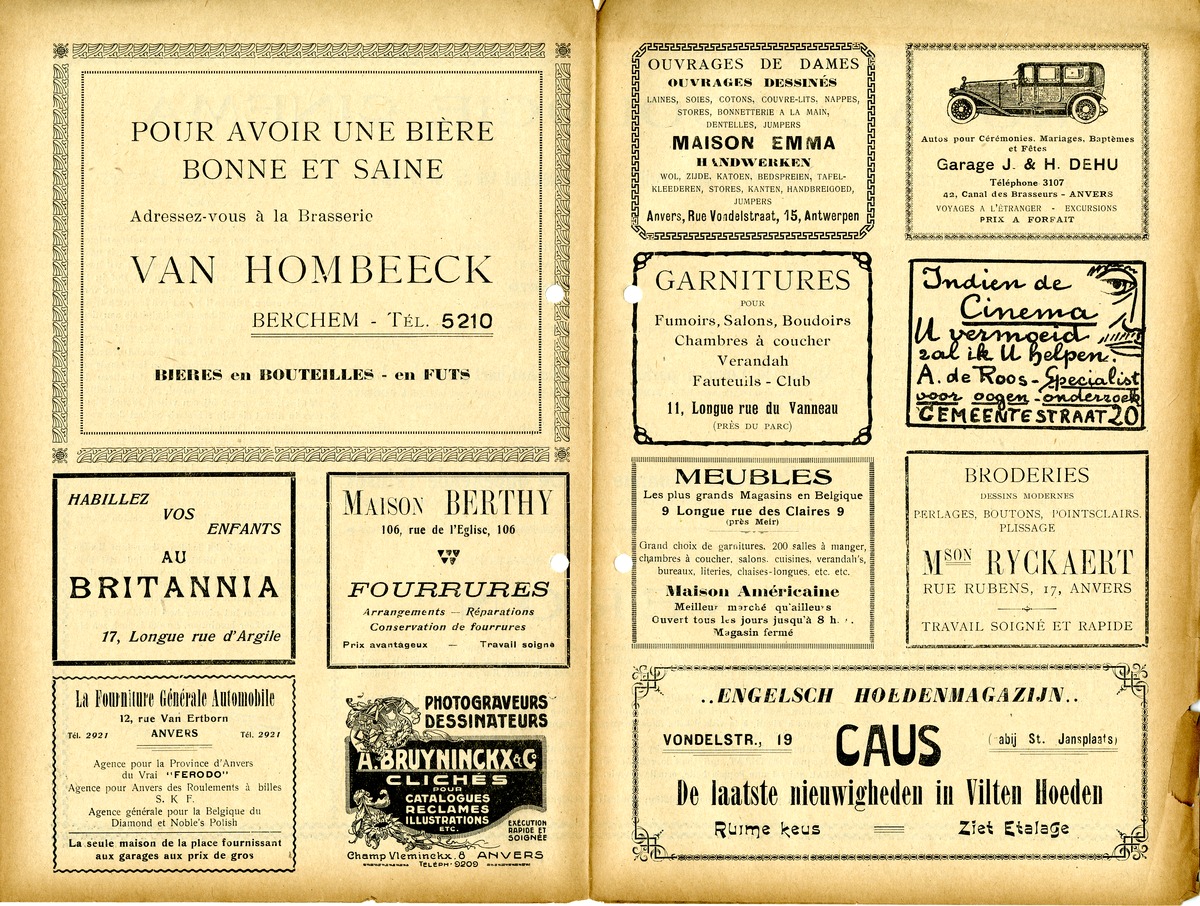 POUR AVOIR UNE BIÈRE
BONNE ET SAINE
Adressez-vous à la Brasserie
VAN HOMBEECK
BERCHEM - TÉL. 5210
BIERES en BOUTEILLES - en FUTS
HABILLEZ
VOS
ENFANTS
AU
BRITANNIA
17, Longue rue d'Argile
MAISON BERTHY
106, rue de l'Eglise, 106
FOURRURES
Arrangements — Réparations
Conservation de fourrures
Prix avantageux — Travail soigné
La Fourniture Générale Automobile
12, rue Van Ertborn
Tél. 2921 ANVERS Tél. 2921
Agence pour la Province d'Anvers
du Vrai "FERODO"
Agence pour Anvers des Roulements à billes
S. K. F.
Agence générale pour la Belgique du
Diamond et Noble's Polish
La seule maison de la place fournissant
aux garages aux prix de gros
PHOTOGRAVEURS
DESSINATEURS
A. BRUYNINCKX & Co
CLICHÉS
POUR
CATALOGUES
RECLAMES
ILLUSTRATIONS
ETC.
EXÉCUTION
RAPIDE ET
SOIGNÉE
Champ Vleminckx. 8 ANVERS
TÉLÉPH. 9209
OUVRAGES DE DAMES
OUVRAGES DESSINÉS
LAINES, SOIES, COTONS, COUVRE-LITS, NAPPES,
STORES, BONNETTERIE A LA MAIN,
DENTELLES, JUMPERS
MAISON EMMA
HANDWERKEN
WOL, ZIJDE, KATOEN, BEDSPREIEN, TAFEL-
KLEEDEREN, STORES, KANTEN, HANDBREIGOED,
JUMPERS
Anvers, Rue Vondelstraat, 15, Antwerpen
Autos pour Cérémonies, Mariages, Baptèmes
et Fêtes
Garage J. & H. DEHU
Téléphone 3107
42, Canal des Brasseurs - ANVERS
VOYAGES A L'ÉTRANGER - EXCURSIONS
PRIX A FORFAIT
GARNITURES
POUR
Fumoirs, Salons, Boudoirs
Chambres à coucher
Verandah
Fauteuils - Club
11, Longue rue du Vanneau
(PRÈS DU PARC)
Indien de
Cinema
U vermoeid
zal ik U helpen.
A. de Roos - Specialist
voor oogen-onderzoek
GEMEENTESTRAAT 20
MEUBLES
Les plus grands Magasins en Belgique
9 Longue rue des Claires 9
(près Meir)
Grand choix de garnitures. 200 salles à manger,
chambres à coucher, salons, cuisines, verandah's,
bureaux, literies, chaises-longues, etc. etc.
Maison Américaine
Meilleur marché qu'ailleurs
Ouvert tous les jours jusqu'à 8 h.
Magasin fermé
BRODERIES
DESSINS MODERNES
PERLAGES, BOUTONS, POINTSCLAIRS,
PLISSAGE
MSON RYCKAERT
RUE RUBENS, 17, ANVERS
TRAVAIL SOIGNÉ ET RAPIDE
..ENGELSCH HOEDENMAGAZIJN..
VONDELSTR., 19 CAUS (nabij St. Jansplaats)
De laatste nieuwigheden in Vilten Hoeden
Ruime keus = Ziet Etalage